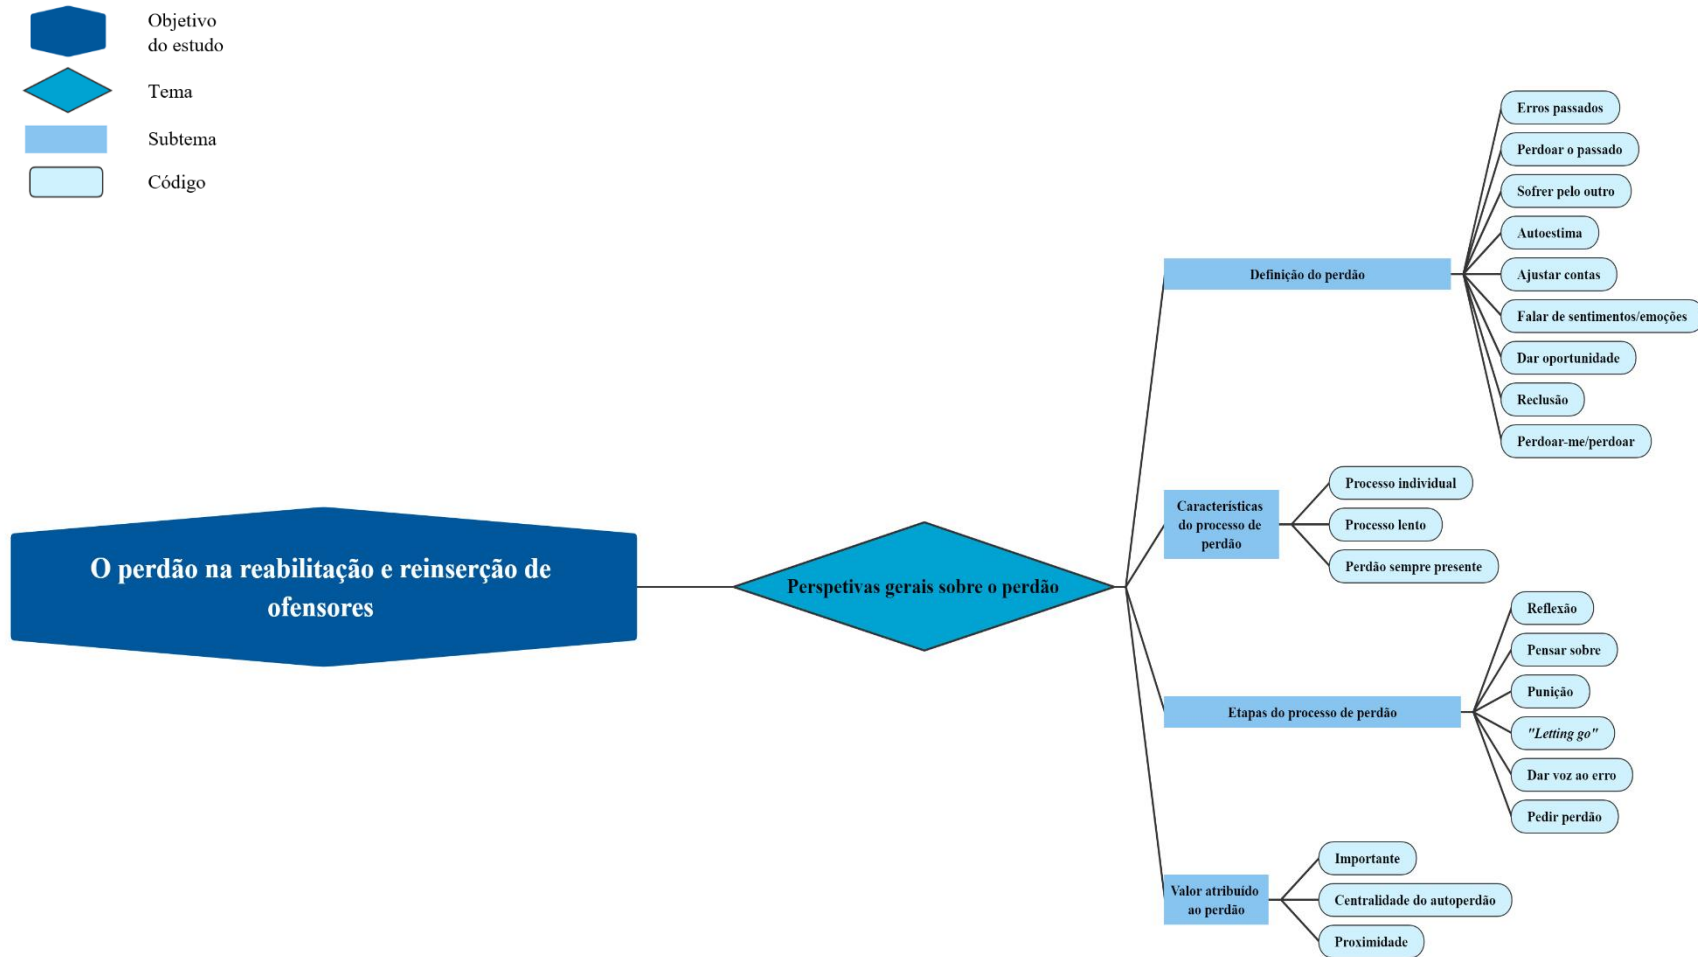 Objetivo
do estudo
Tema
Subtema
Código
O perdão na reabilitação e reinserção de
ofensores
Perspetivas gerais sobre o perdão
Definição do perdão
Erros passados
Perdoar o passado
Sofrer pelo outro
Autoestima
Ajustar contas
Falar de sentimentos/emoções
Dar oportunidade
Reclusão
Perdoar-me/perdoar
Características
do processo de
perdão
Processo individual
Processo lento
Perdão sempre presente
Etapas do processo de perdão
Reflexão
Pensar sobre
Punição
"Letting go"
Dar voz ao erro
Pedir perdão
Valor atribuído
ao perdão
Importante
Centralidade do autoperdão
Proximidade